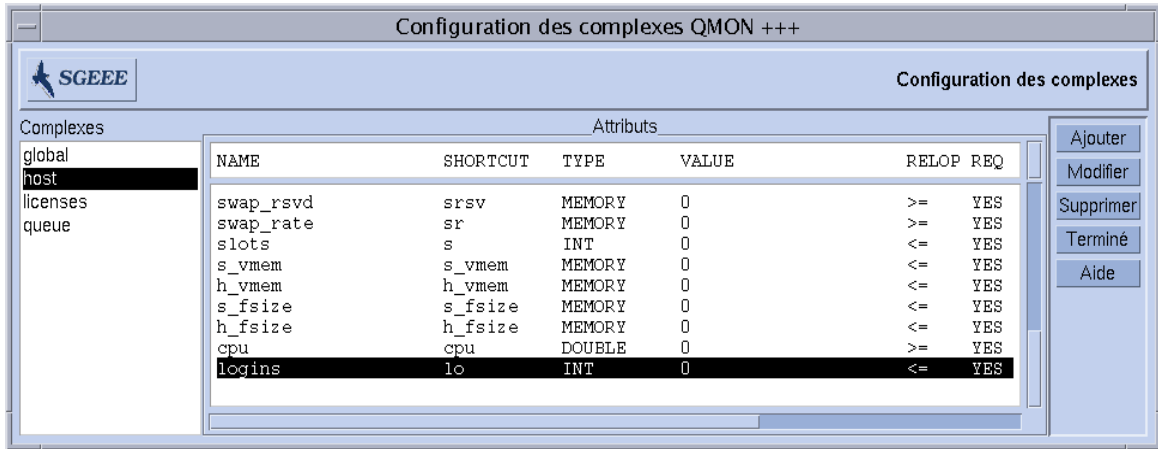 Configuration des complexes QMON +++
SGEEE
Configuration des complexes
Complexes
global
host
licenses
queue
Attributs
NAME SHORTCUT TYPE VALUE RELOP REQ
swap_rsvd srsv MEMORY 0 >= YES
swap_rate sr MEMORY 0 >= YES
slots s INT 0 <= YES
s_vmem s_vmem MEMORY 0 <= YES
h_vmem h_vmem MEMORY 0 <= YES
s_fsize s_fsize MEMORY 0 <= YES
h_fsize h_fsize MEMORY 0 <= YES
cpu cpu DOUBLE 0 >= YES
logins lo INT 0 <= YES
Ajouter
Modifier
Supprimer
Terminé
Aide